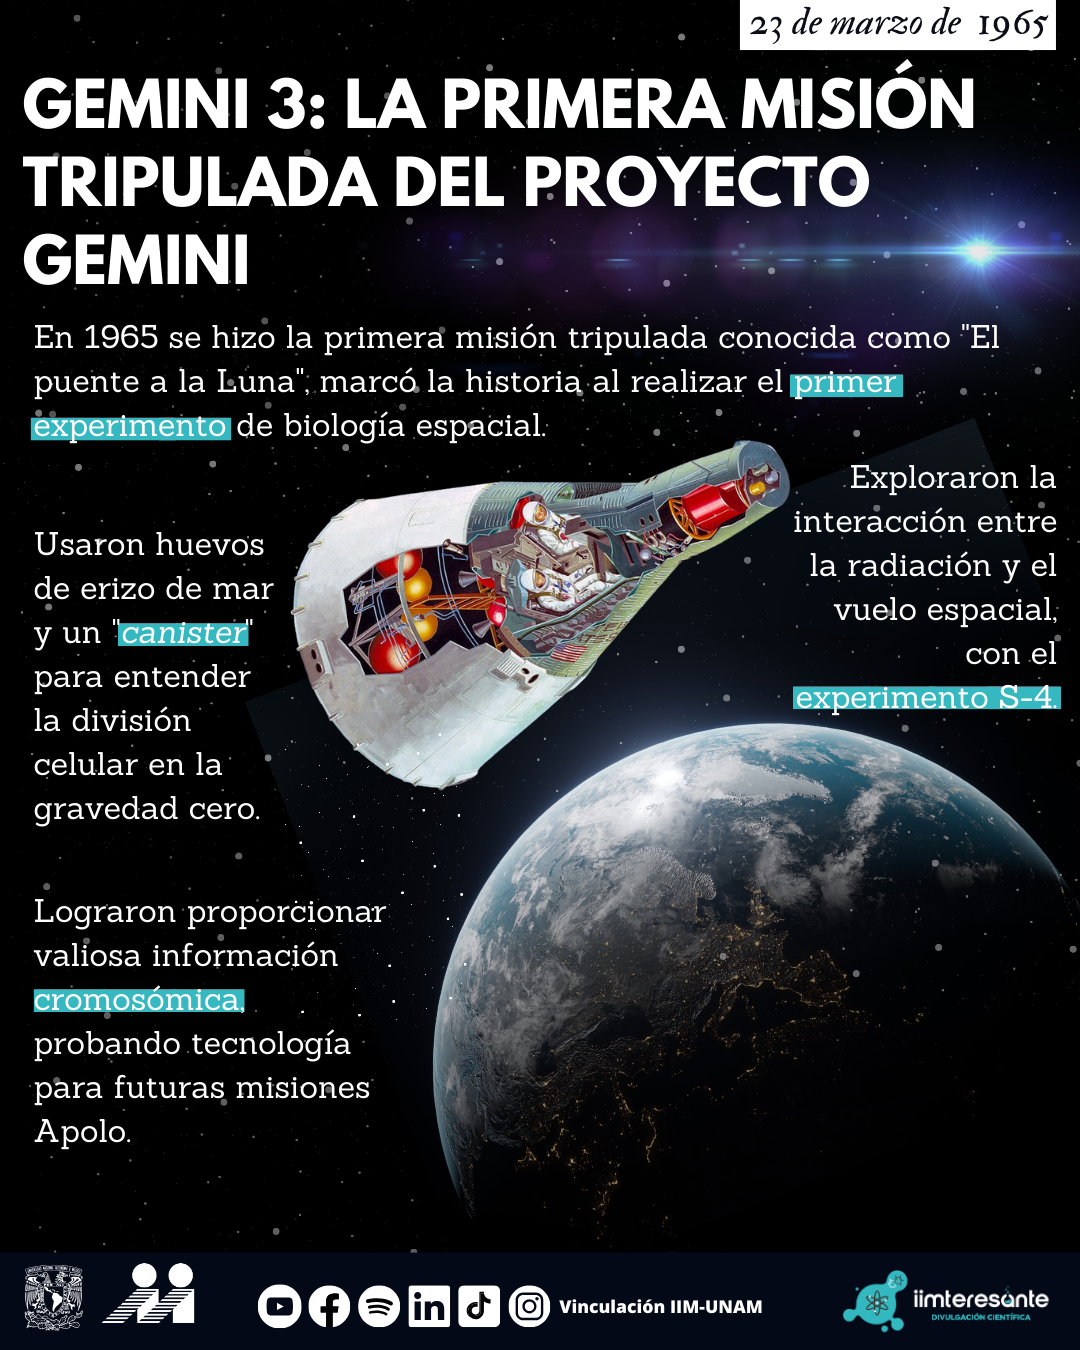 23 de marzo de 1965
GEMINI 3: LA PRIMERA MISIÓN
TRIPULADA DEL PROYECTO
GEMINI
En 1965 se hizo la primera misión tripulada conocida como "El
puente a la Luna", marcó la historia al realizar el primer
experimento de biología espacial.
Exploraron la
interacción entre
la radiación y el
vuelo espacial,
con el
experimento S-4.
Usaron huevos
de erizo de mar
y un "canister"
para entender
la división
celular en la
gravedad cero.
Lograron proporcionar
valiosa información
cromosómica,
probando tecnología
para futuras misiones
Apolo.
Vinculación IIM-UNAM
iimteresante
DIVULGACIÓN CIENTÍFICA